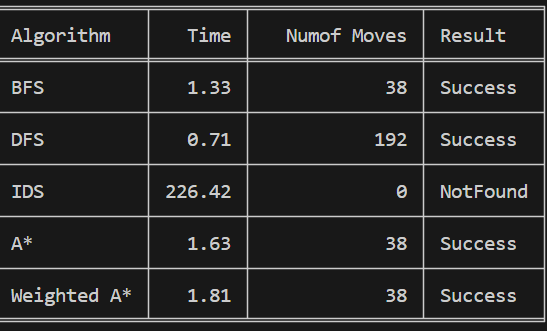 Algorithm Time Numof Moves Result
BFS 1.33 38 Success
DFS 0.71 192 Success
IDS 226.42 0 NotFound
A* 1.63 38 Success
Weighted A* 1.81 38 Success